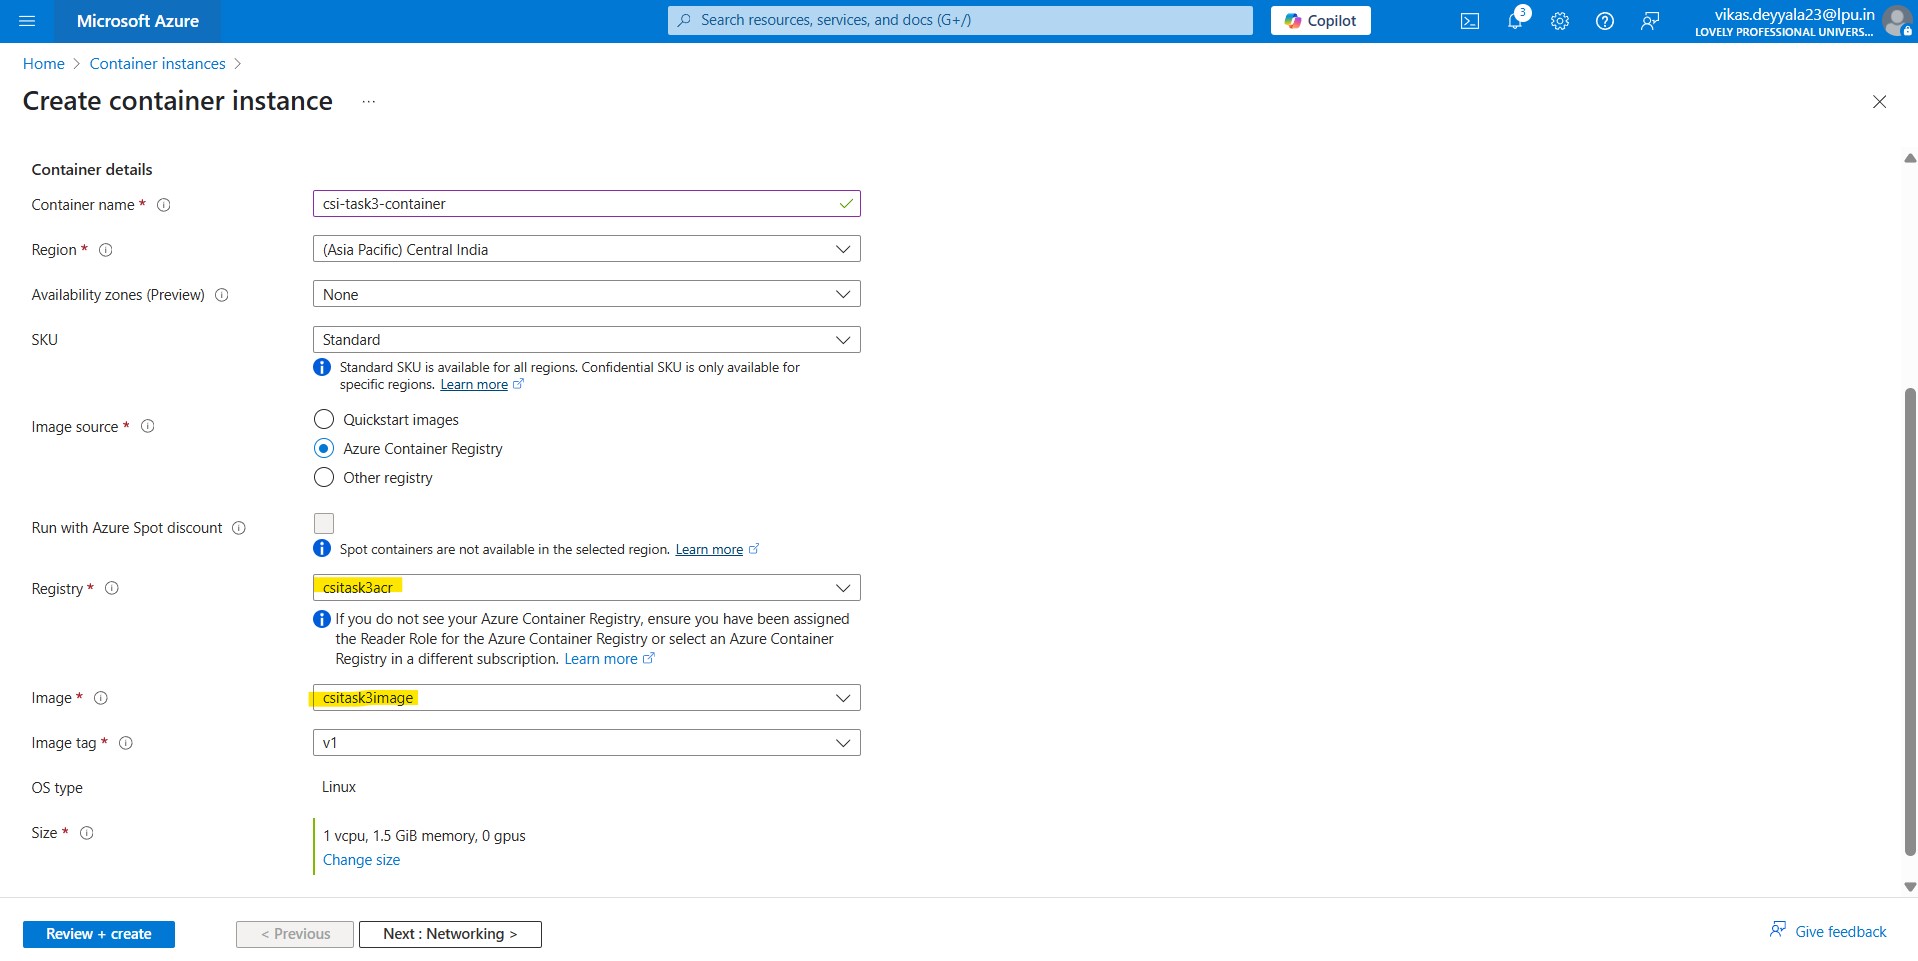 Microsoft Azure
Search resources, services, and docs (G+/)
Copilot
3
vikas.deyyala23@lpu.in
LOVELY PROFESSIONAL UNIVERS...
Home > Container instances >
Create container instance ...
Container details
Container name *
csi-task3-container
Region *
(Asia Pacific) Central India
Availability zones (Preview)
None
SKU
Standard
Standard SKU is available for all regions. Confidential SKU is only available for
specific regions. Learn more
Image source *
Quickstart images
Azure Container Registry
Other registry
Run with Azure Spot discount
Spot containers are not available in the selected region. Learn more
Registry *
csitask3acr
If you do not see your Azure Container Registry, ensure you have been assigned
the Reader Role for the Azure Container Registry or select an Azure Container
Registry in a different subscription. Learn more
Image *
csitask3image
Image tag *
v1
OS type
Linux
Size *
1 vcpu, 1.5 GiB memory, 0 gpus
Change size
Review + create
< Previous
Next : Networking >
Give feedback